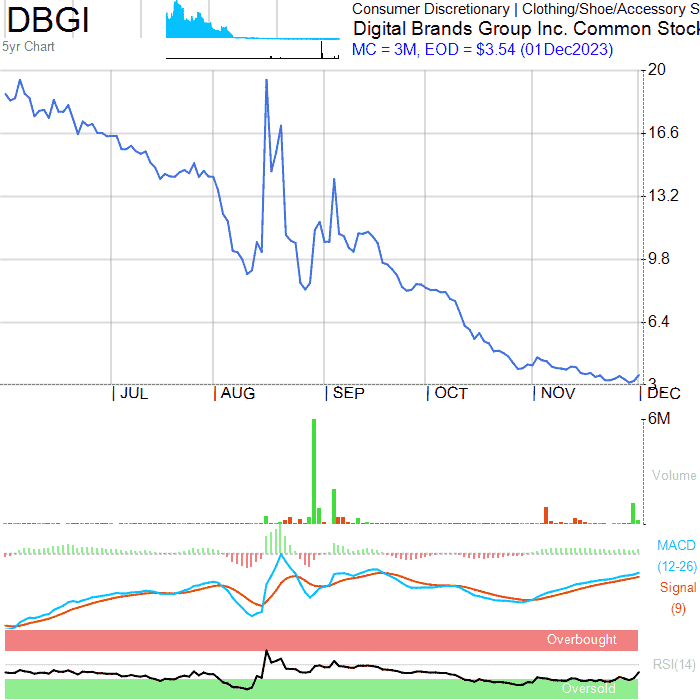 DBGI
5yr Chart
Consumer Discretionary | Clothing/Shoe/Accessory S
Digital Brands Group Inc. Common Stock
MC = 3M, EOD = $3.54 (01Dec2023)
20
16.6
13.2
9.8
6.4
3
JUL AUG SEP OCT NOV DEC
6M
Volume
MACD
(12-26)
Signal
(9)
Overbought
RSI(14)
Oversold